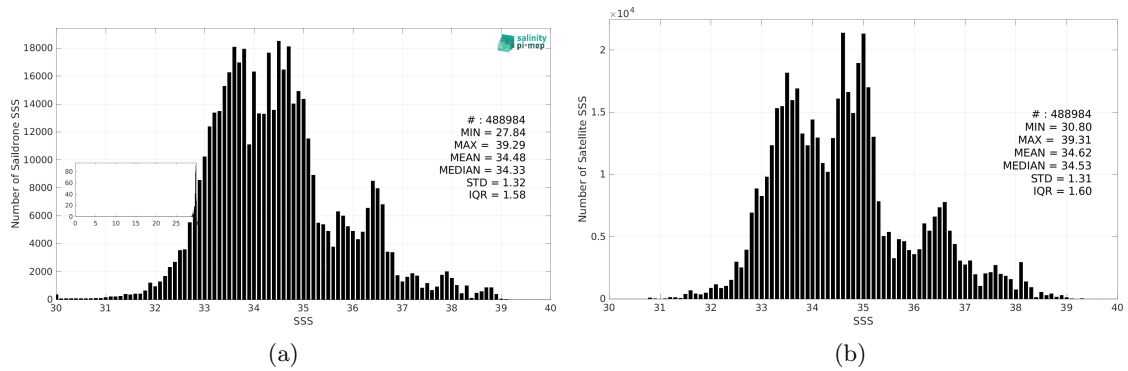 salinity
pi-mep
Number of Saildrone SSS
18000
16000
14000
12000
10000
8000
6000
4000
2000
0
# : 488984
MIN = 27.84
MAX = 39.29
MEAN = 34.48
MEDIAN = 34.33
STD = 1.32
IQR = 1.58
80
60
40
20
0
0 5 10 15 20 25
30 31 32 33 34 35 36 37 38 39 40
SSS
(a)
×10⁴
Number of Satellite SSS
2
1.5
1
0.5
0
# : 488984
MIN = 30.80
MAX = 39.31
MEAN = 34.62
MEDIAN = 34.53
STD = 1.31
IQR = 1.60
30 31 32 33 34 35 36 37 38 39 40
SSS
(b)